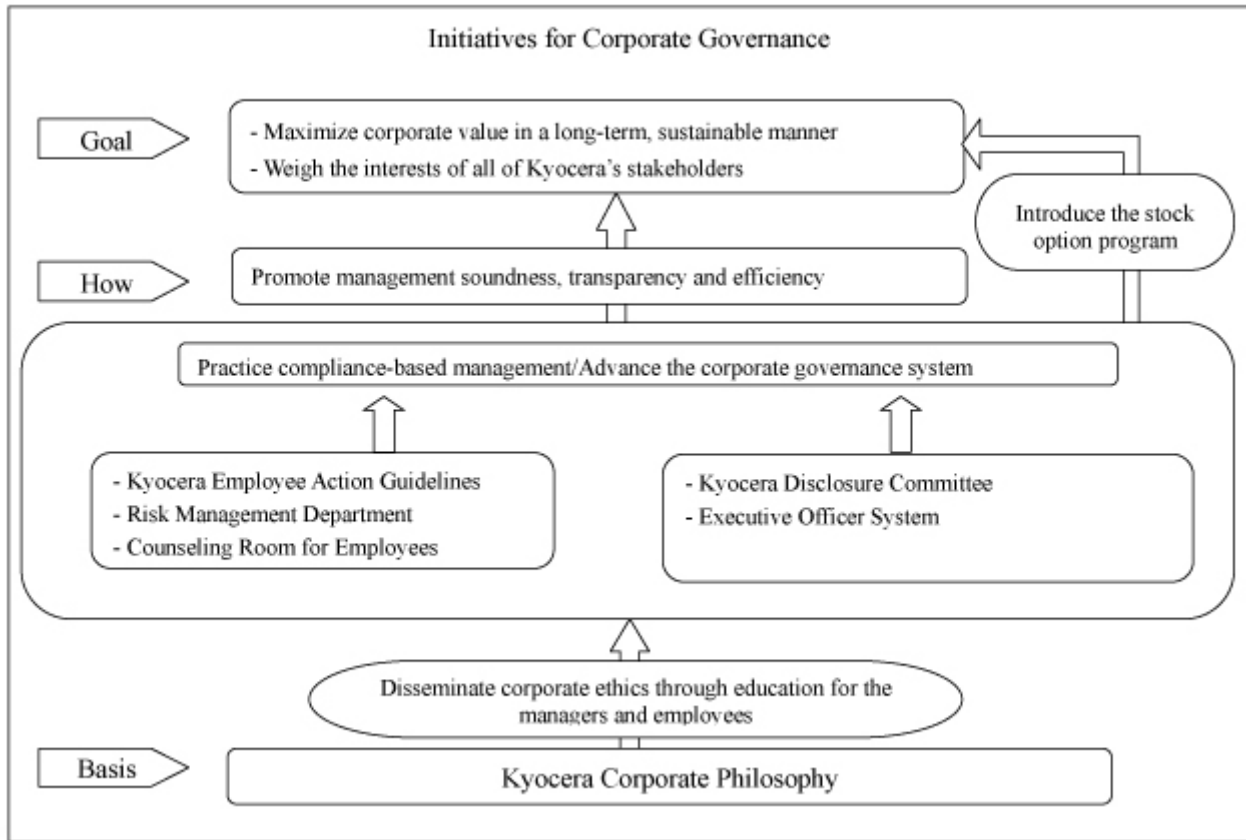 Initiatives for Corporate Governance
Goal
- Maximize corporate value in a long-term, sustainable manner
- Weigh the interests of all of Kyocera's stakeholders
Introduce the stock
option program
How
Promote management soundness, transparency and efficiency
Practice compliance-based management/Advance the corporate governance system
- Kyocera Employee Action Guidelines
- Risk Management Department
- Counseling Room for Employees
- Kyocera Disclosure Committee
- Executive Officer System
Disseminate corporate ethics through education for the
managers and employees
Basis
Kyocera Corporate Philosophy